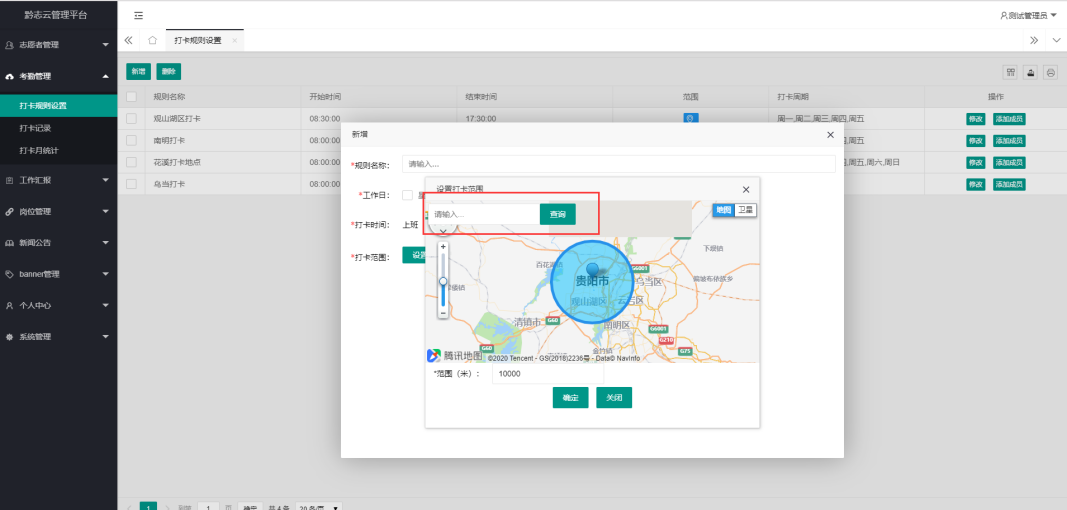 黔志云管理平台
测试管理员
志愿者管理
打卡规则设置
考勤管理
新增 删除
规则名称 开始时间 结束时间 范围 打卡周期 操作
打卡规则设置
观山湖区打卡 08:30:00 17:30:00 周一,周二,周三,周四,周五 修改 添加成员
打卡记录
南明打卡 08:00:00 周五 修改 添加成员
打卡月统计
花溪打卡地点 08:00:00 周五,周六,周日 修改 添加成员
工作汇报
乌当打卡 08:00:00 修改 添加成员
岗位管理
新闻公告
banner管理
个人中心
系统管理
新增
*规则名称: 请输入...
*工作日:
*打卡时间: 上班
*打卡范围: 设置
设置打卡范围
请输入... 查询
地图 卫星
下坝镇
百花湖
G6001
贵阳市
乌当区
观山湖区
云岩区
清镇市
G60
南明区
G6001
G210
G60
G75
腾讯地图 ©2020 Tencent - GS(2018)2236号 - Data© NavInfo
*范围（米）: 10000
确定 关闭
1 到第 1 页 确定 共 4 条 20 条/页